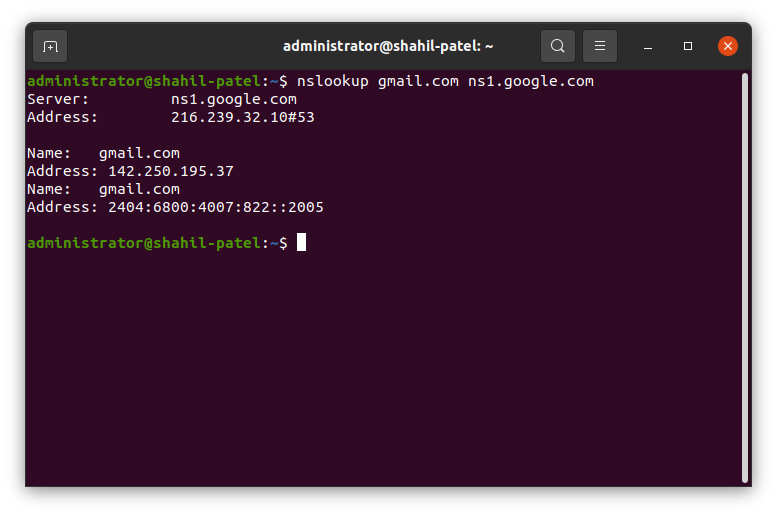 administrator@shahil-patel: ~
administrator@shahil-patel:~$ nslookup gmail.com ns1.google.com
Server:         ns1.google.com
Address:        216.239.32.10#53
Name:   gmail.com
Address: 142.250.195.37
Name:   gmail.com
Address: 2404:6800:4007:822::2005
administrator@shahil-patel:~$